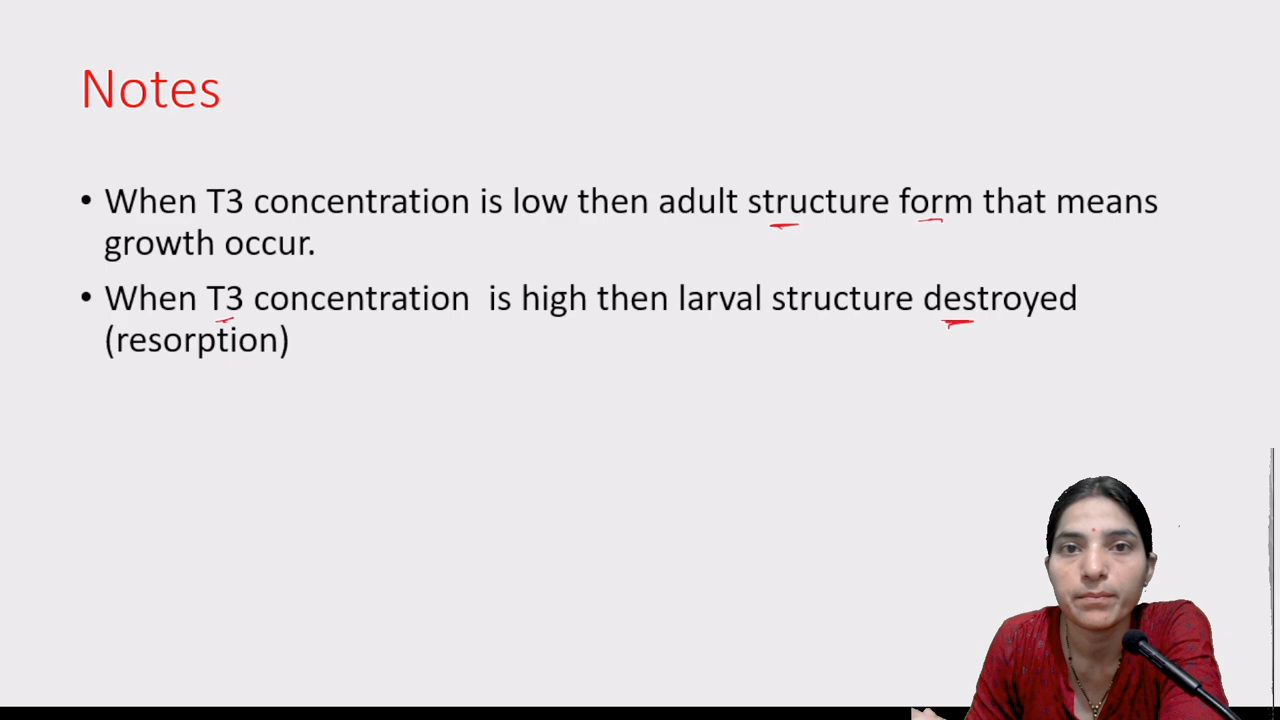 Notes
• When T3 concentration is low then adult structure form that means
growth occur.
• When T3 concentration  is high then larval structure destroyed
(resorption)